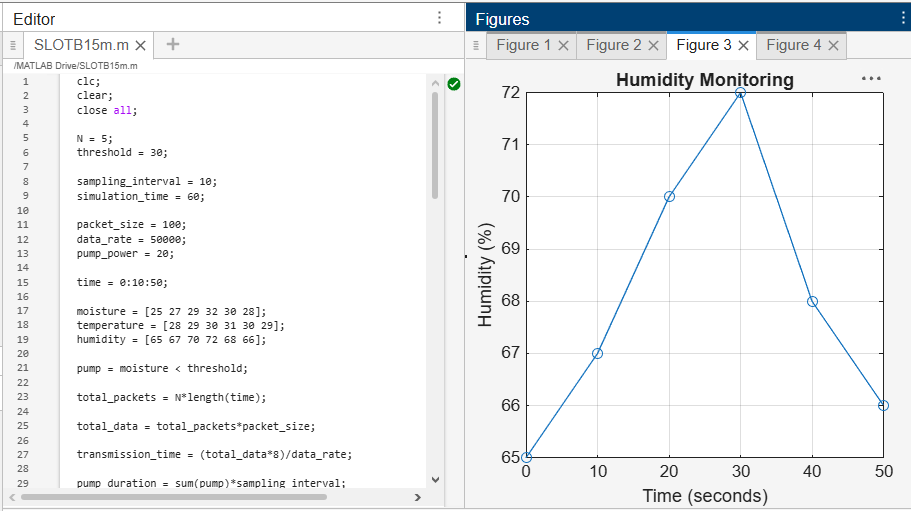 Editor
SLOTB15m.m
/MATLAB Drive/SLOTB15m.m
1 clc;
2 clear;
3 close all;
4
5 N = 5;
6 threshold = 30;
7
8 sampling_interval = 10;
9 simulation_time = 60;
10
11 packet_size = 100;
12 data_rate = 50000;
13 pump_power = 20;
14
15 time = 0:10:50;
16
17 moisture = [25 27 29 32 30 28];
18 temperature = [28 29 30 31 30 29];
19 humidity = [65 67 70 72 68 66];
20
21 pump = moisture < threshold;
22
23 total_packets = N*length(time);
24
25 total_data = total_packets*packet_size;
26
27 transmission_time = (total_data*8)/data_rate;
28
29 pump_duration = sum(pump)*sampling_interval;
Figures
Figure 1 Figure 2 Figure 3 Figure 4
Humidity Monitoring
72
71
70
69
68
67
66
65
Humidity (%)
0 10 20 30 40 50
Time (seconds)